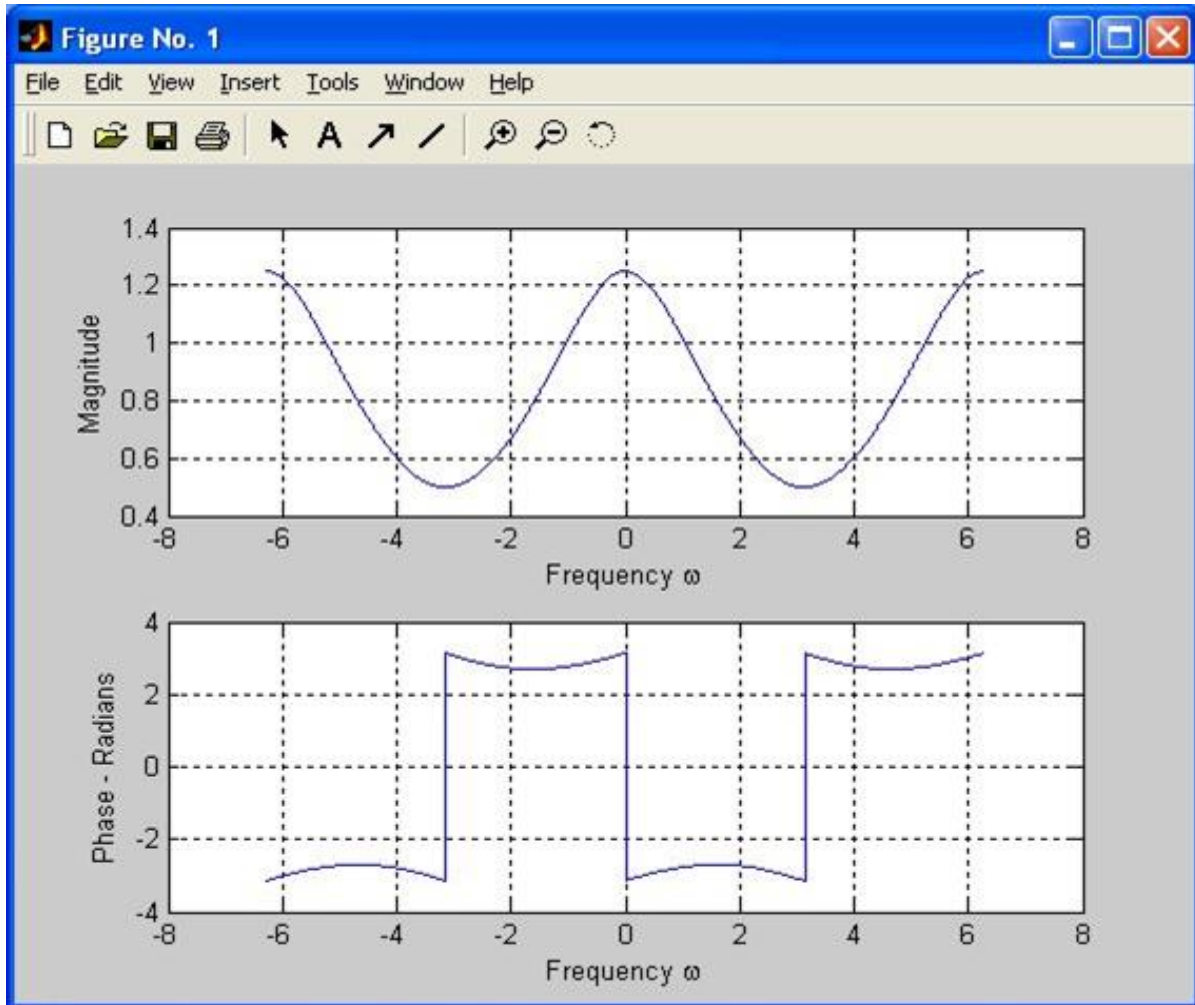 Figure No. 1
File Edit View Insert Tools Window Help
A
Magnitude
1.4
1.2
1
0.8
0.6
0.4
-8 -6 -4 -2 0 2 4 6 8
Frequency ω
Phase - Radians
4
2
0
-2
-4
-8 -6 -4 -2 0 2 4 6 8
Frequency ω